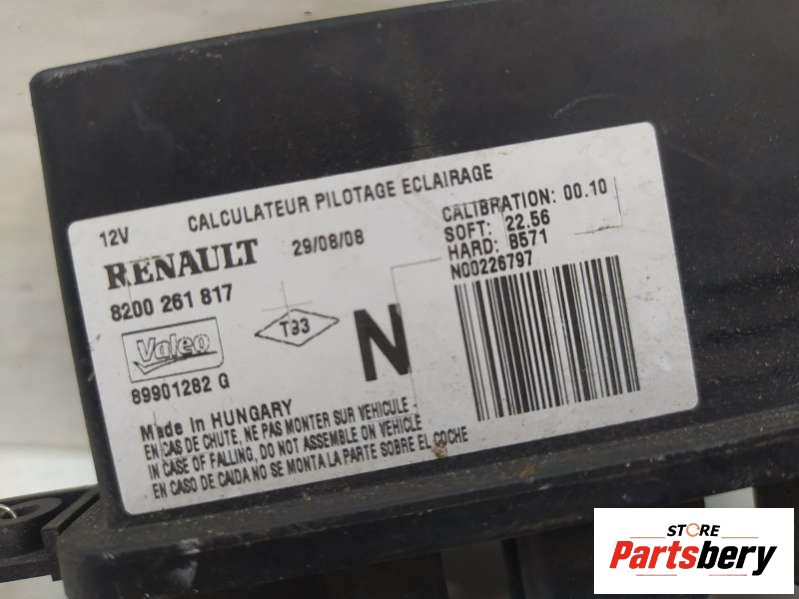 12V CALCULATEUR PILOTAGE ECLAIRAGE
RENAULT 29/08/08
8200 261 817
CALIBRATION: 00.10
SOFT: 22.56
HARD: B571
N00226797
T93
N
Valeo
89901282 G
Made in HUNGARY
EN CAS DE CHUTE, NE PAS MONTER SUR VEHICULE -
IN CASE OF FALLING, DO NOT ASSEMBLE ON VEHICLE
EN CASO DE CAIDA NO SE MONTA LA PARTE SOBRE EL COCHE
STORE
Partsbery